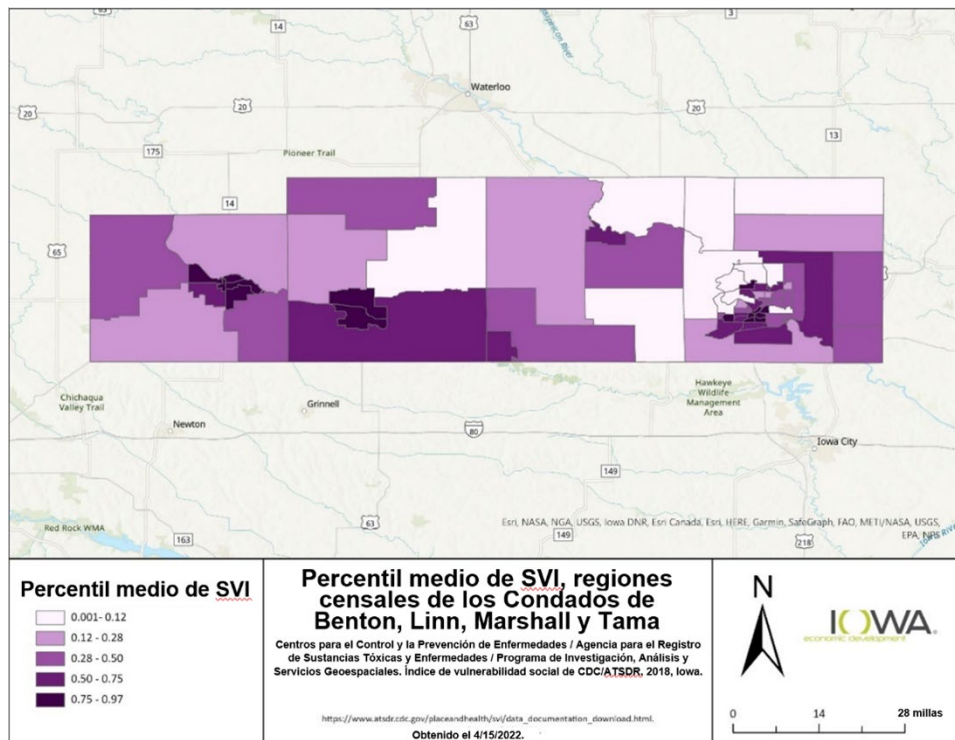 63
14
63
3
Waterloo
20
20
20
13
175
Pioneer Trail
14
65
Chichaqua
Valley Trail
Newton
Grinnell
80
Hawkeye
Wildlife
Management
Area
Iowa City
149
Red Rock WMA
163
63
149
218
Esri, NASA, NGA, USGS, Iowa DNR, Esri Canada, Esri, HERE, Garmin, SafeGraph, FAO, METI/NASA, USGS,
EPA, NPS
Percentil medio de SVI
0.001- 0.12
0.12 - 0.28
0.28 - 0.50
0.50 - 0.75
0.75 - 0.97
Percentil medio de SVI, regiones
censales de los Condados de
Benton, Linn, Marshall y Tama
Centros para el Control y la Prevención de Enfermedades / Agencia para el Registro
de Sustancias Tóxicas y Enfermedades / Programa de Investigación, Análisis y
Servicios Geoespaciales. Índice de vulnerabilidad social de CDC/ATSDR, 2018, Iowa.
https://www.atsdr.cdc.gov/placeandhealth/svi/data_documentation_download.html.
Obtenido el 4/15/2022.
N
IOWA.
economic development
0 14 28 millas